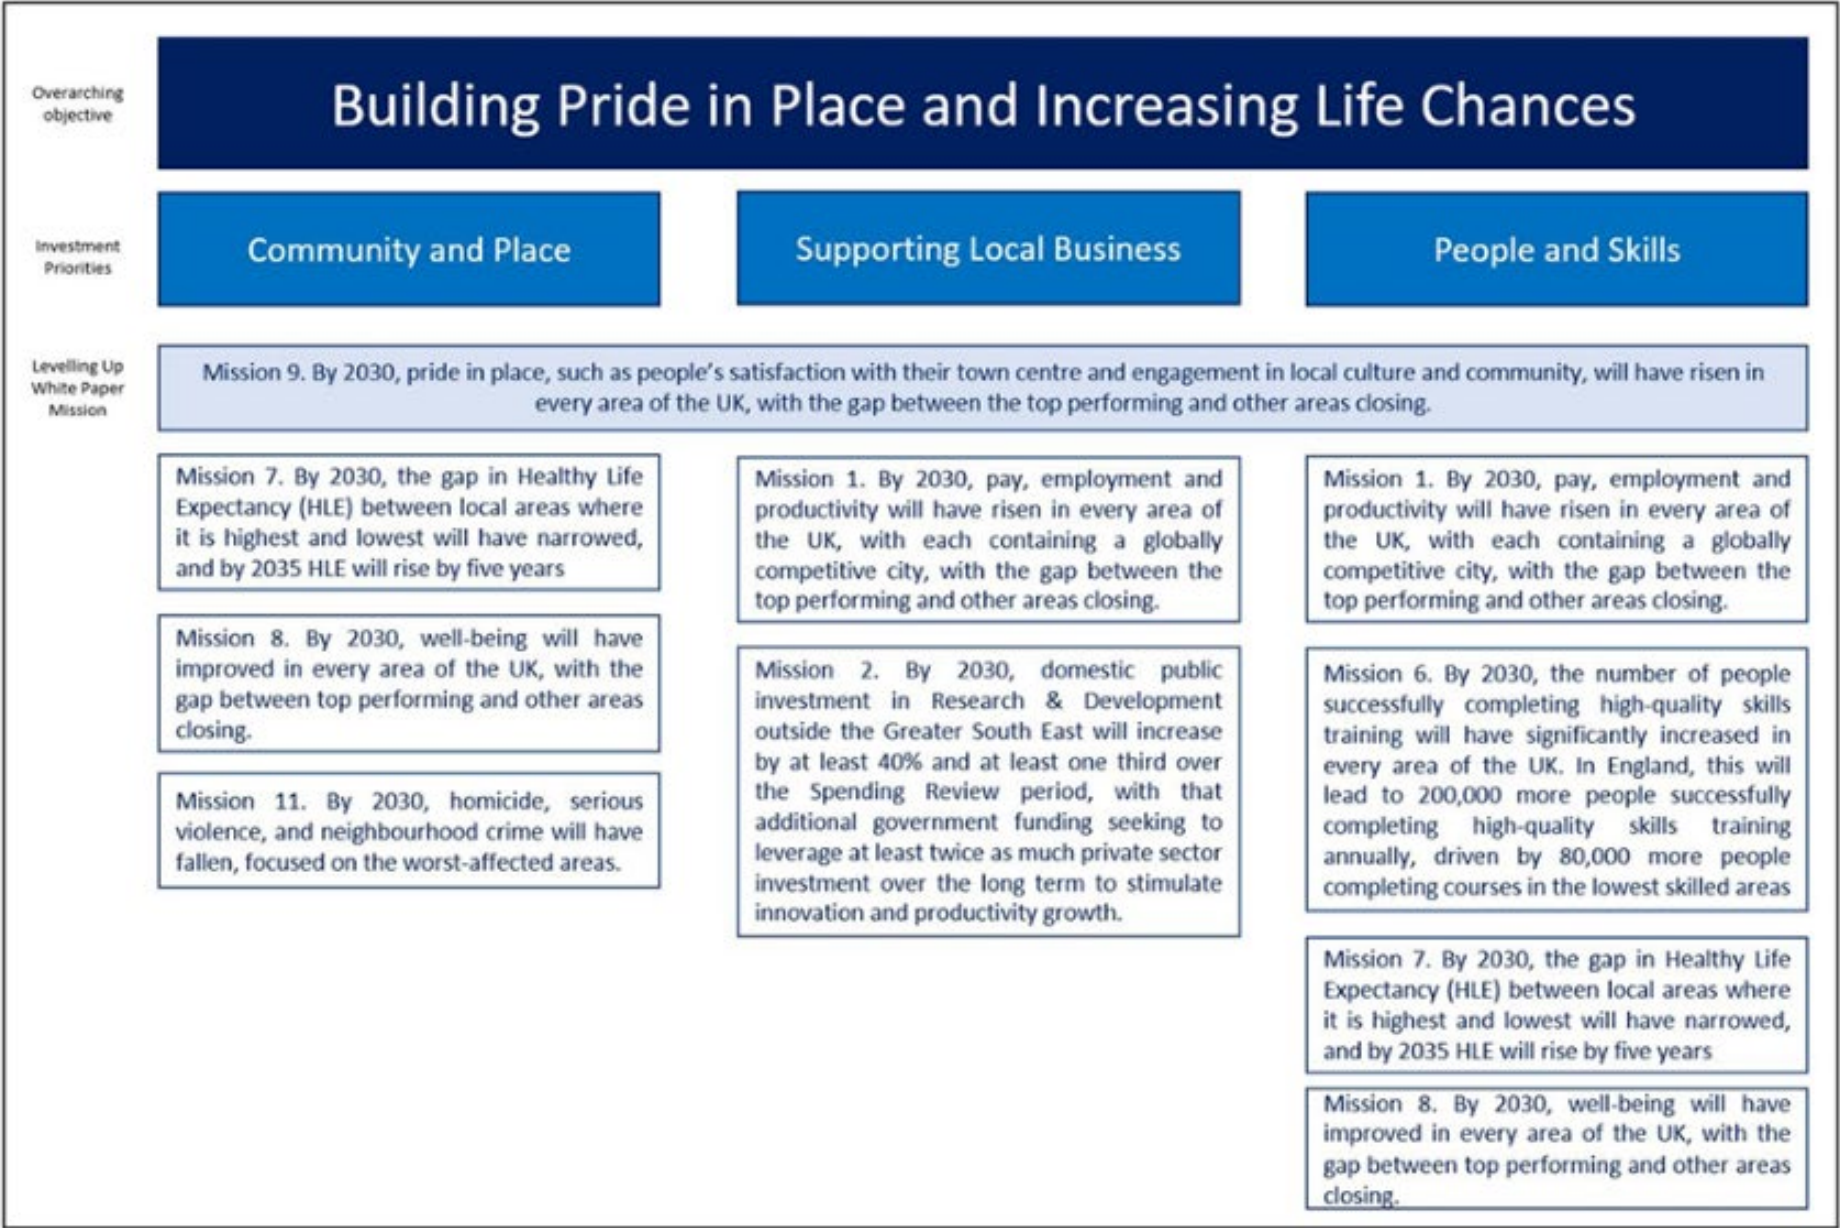 Overarching
objective
Building Pride in Place and Increasing Life Chances
Investment
Priorities
Community and Place
Supporting Local Business
People and Skills
Levelling Up
White Paper
Mission
Mission 9. By 2030, pride in place, such as people's satisfaction with their town centre and engagement in local culture and community, will have risen in
every area of the UK, with the gap between the top performing and other areas closing.
Mission 7. By 2030, the gap in Healthy Life
Expectancy (HLE) between local areas where
it is highest and lowest will have narrowed,
and by 2035 HLE will rise by five years
Mission 8. By 2030, well-being will have
improved in every area of the UK, with the
gap between top performing and other areas
closing.
Mission 11. By 2030, homicide, serious
violence, and neighbourhood crime will have
fallen, focused on the worst-affected areas.
Mission 1. By 2030, pay, employment and
productivity will have risen in every area of
the UK, with each containing a globally
competitive city, with the gap between the
top performing and other areas closing.
Mission 2. By 2030, domestic public
investment in Research & Development
outside the Greater South East will increase
by at least 40% and at least one third over
the Spending Review period, with that
additional government funding seeking to
leverage at least twice as much private sector
investment over the long term to stimulate
innovation and productivity growth.
Mission 1. By 2030, pay, employment and
productivity will have risen in every area of
the UK, with each containing a globally
competitive city, with the gap between the
top performing and other areas closing.
Mission 6. By 2030, the number of people
successfully completing high-quality skills
training will have significantly increased in
every area of the UK. In England, this will
lead to 200,000 more people successfully
completing high-quality skills training
annually, driven by 80,000 more people
completing courses in the lowest skilled areas
Mission 7. By 2030, the gap in Healthy Life
Expectancy (HLE) between local areas where
it is highest and lowest will have narrowed,
and by 2035 HLE will rise by five years
Mission 8. By 2030, well-being will have
improved in every area of the UK, with the
gap between top performing and other areas
closing.